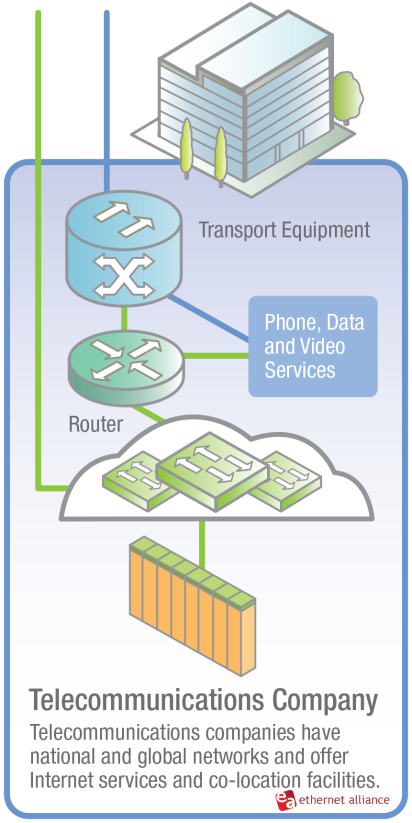 Transport Equipment
Phone, Data
and Video
Services
Router
Telecommunications Company
Telecommunications companies have
national and global networks and offer
Internet services and co-location facilities.
ea ethernet alliance